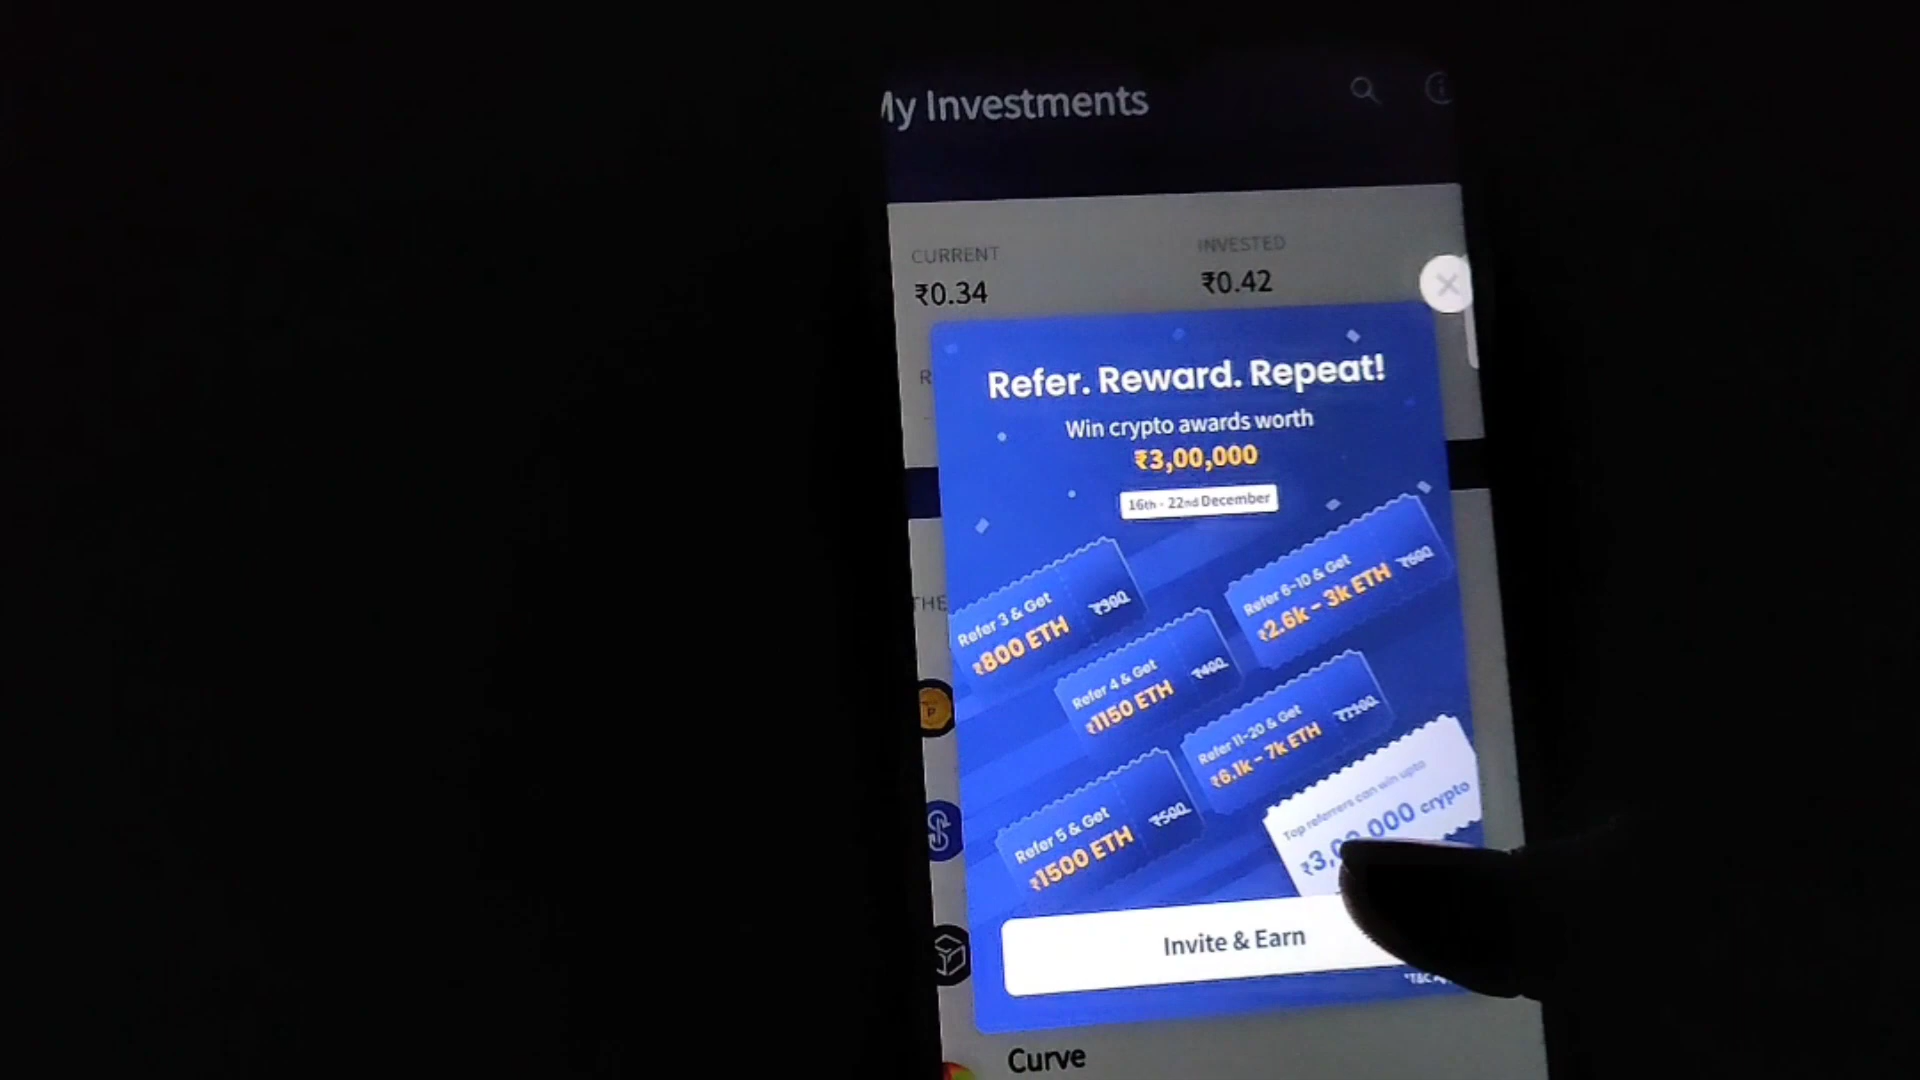 My Investments
CURRENT
INVESTED
₹0.34
₹0.42
R
Refer. Reward. Repeat!
Win crypto awards worth
₹3,00,000
16th - 22nd December
THE
Refer 3 & Get
₹800 ETH
₹300
Refer 6-10 & Get
₹2.6k - 3k ETH
₹600
Refer 4 & Get
₹1150 ETH
₹400
Refer 11-20 & Get
₹6.1k - 7k ETH
Refer 5 & Get
₹1500 ETH
₹500
Top referrers can win upto
000 crypto
Invite & Earn
Curve